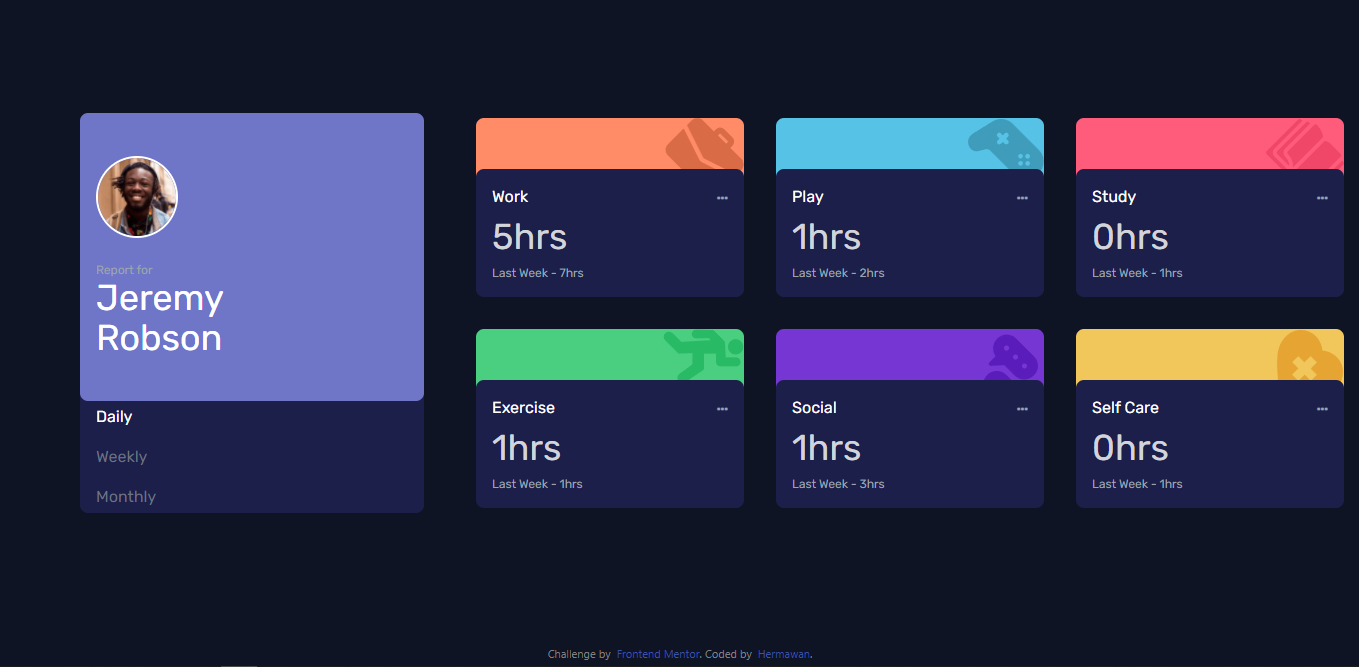 Report for
Jeremy
Robson
Daily
Weekly
Monthly
Work
5hrs
Last Week - 7hrs
Play
1hrs
Last Week - 2hrs
Study
0hrs
Last Week - 1hrs
Exercise
1hrs
Last Week - 1hrs
Social
1hrs
Last Week - 3hrs
Self Care
0hrs
Last Week - 1hrs
Challenge by Frontend Mentor. Coded by Hermawan.